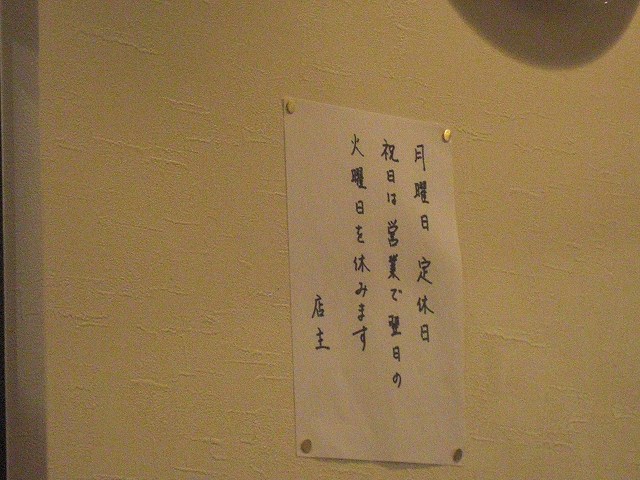 月曜日 定休日
祝日は営業で翌日の
火曜日を休みます
店主